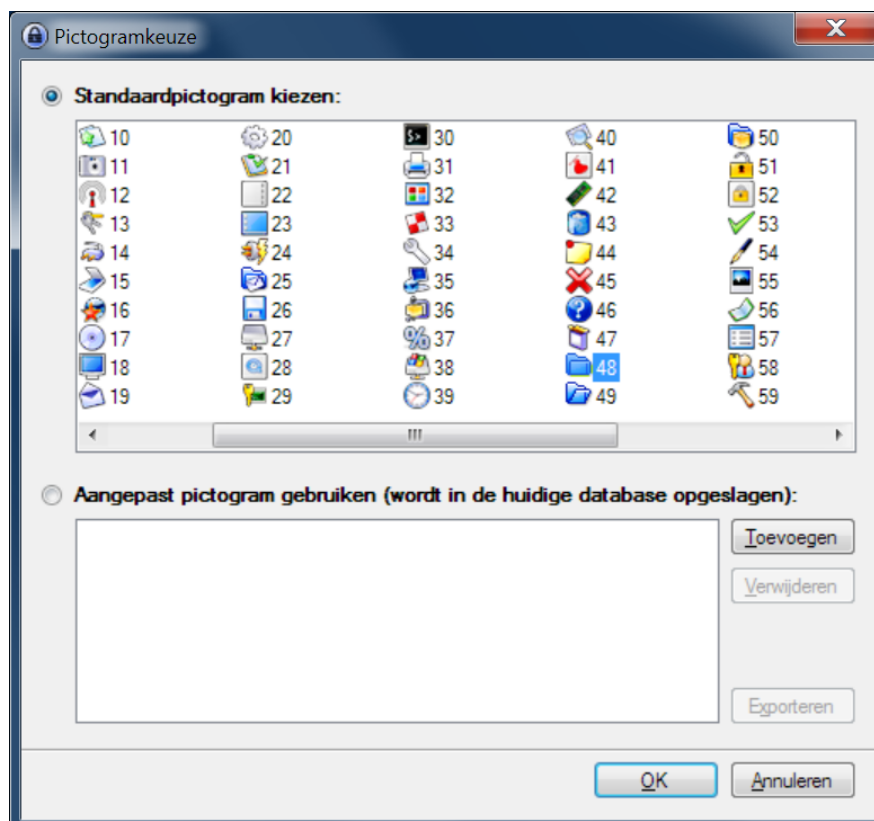 Pictogramkeuze
Standaardpictogram kiezen:
10 20 30 40 50
11 21 31 41 51
12 22 32 42 52
13 23 33 43 53
14 24 34 44 54
15 25 35 45 55
16 26 36 46 56
17 27 37 47 57
18 28 38 48 58
19 29 39 49 59
Aangepast pictogram gebruiken (wordt in de huidige database opgeslagen):
Toevoegen
Verwijderen
Exporteren
OK Annuleren